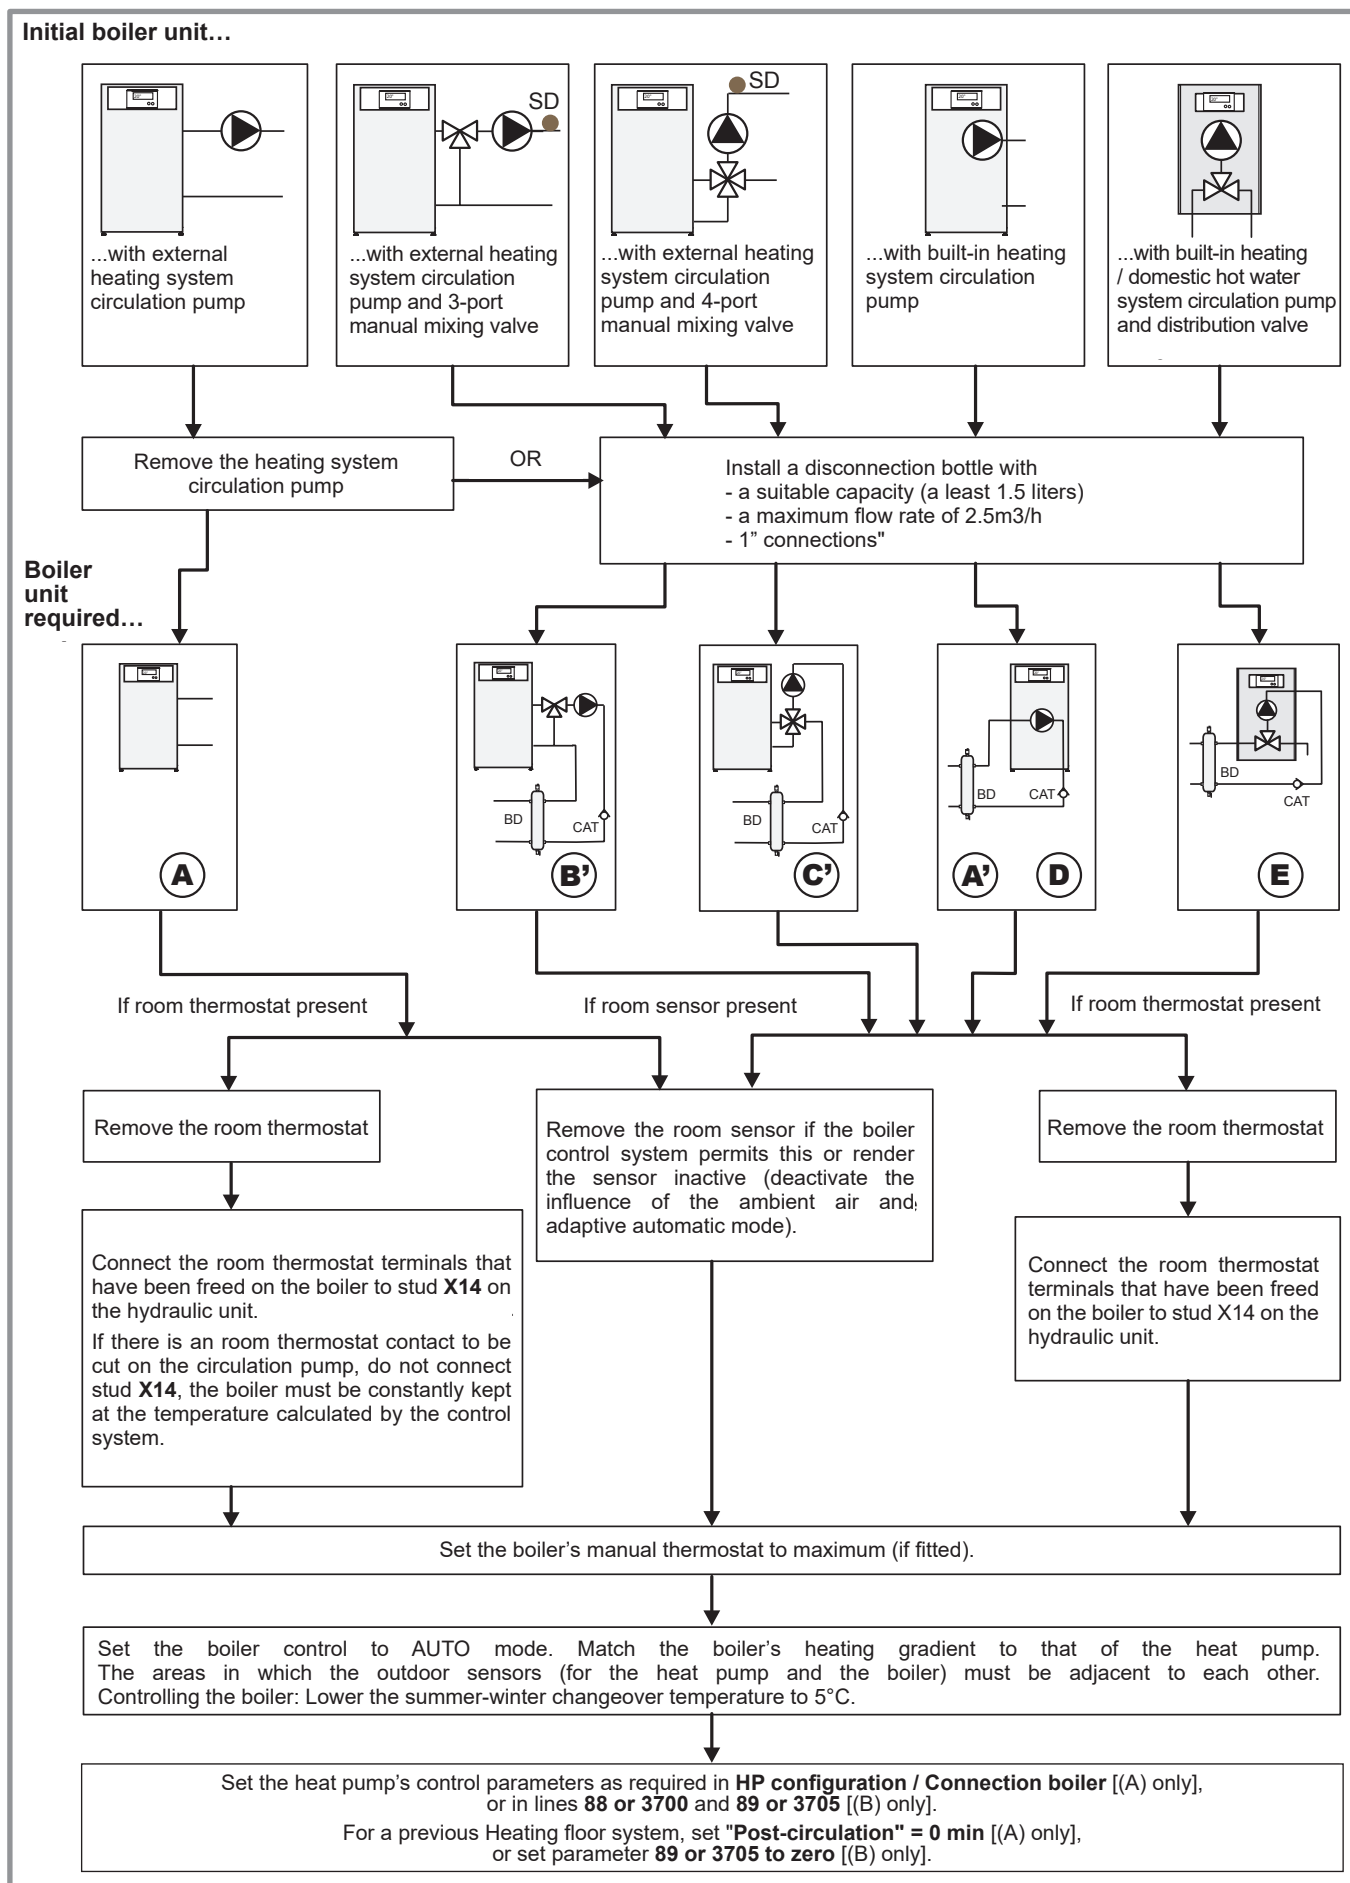 Initial boiler unit…
SD
SD
...with external
heating system
circulation pump
...with external heating
system circulation
pump and 3-port
manual mixing valve
...with external heating
system circulation
pump and 4-port
manual mixing valve
...with built-in heating
system circulation
pump
...with built-in heating
/ domestic hot water
system circulation pump
and distribution valve
Remove the heating system
circulation pump
OR
Install a disconnection bottle with
- a suitable capacity (a least 1.5 liters)
- a maximum flow rate of 2.5m3/h
- 1” connections"
Boiler
unit
required…
A
BD
CAT
B’
BD
CAT
C’
BD
CAT
A’
D
BD
CAT
E
If room thermostat present
If room sensor present
If room thermostat present
Remove the room thermostat
Connect the room thermostat terminals that
have been freed on the boiler to stud X14 on
the hydraulic unit.
If there is an room thermostat contact to be
cut on the circulation pump, do not connect
stud X14, the boiler must be constantly kept
at the temperature calculated by the control
system.
Remove the room sensor if the boiler
control system permits this or render
the sensor inactive (deactivate the
influence of the ambient air and
adaptive automatic mode).
Remove the room thermostat
Connect the room thermostat
terminals that have been freed
on the boiler to stud X14 on the
hydraulic unit.
Set the boiler’s manual thermostat to maximum (if fitted).
Set the boiler control to AUTO mode. Match the boiler’s heating gradient to that of the heat pump.
The areas in which the outdoor sensors (for the heat pump and the boiler) must be adjacent to each other.
Controlling the boiler: Lower the summer-winter changeover temperature to 5°C.
Set the heat pump’s control parameters as required in HP configuration / Connection boiler [(A) only],
or in lines 88 or 3700 and 89 or 3705 [(B) only].
For a previous Heating floor system, set "Post-circulation" = 0 min [(A) only],
or set parameter 89 or 3705 to zero [(B) only].